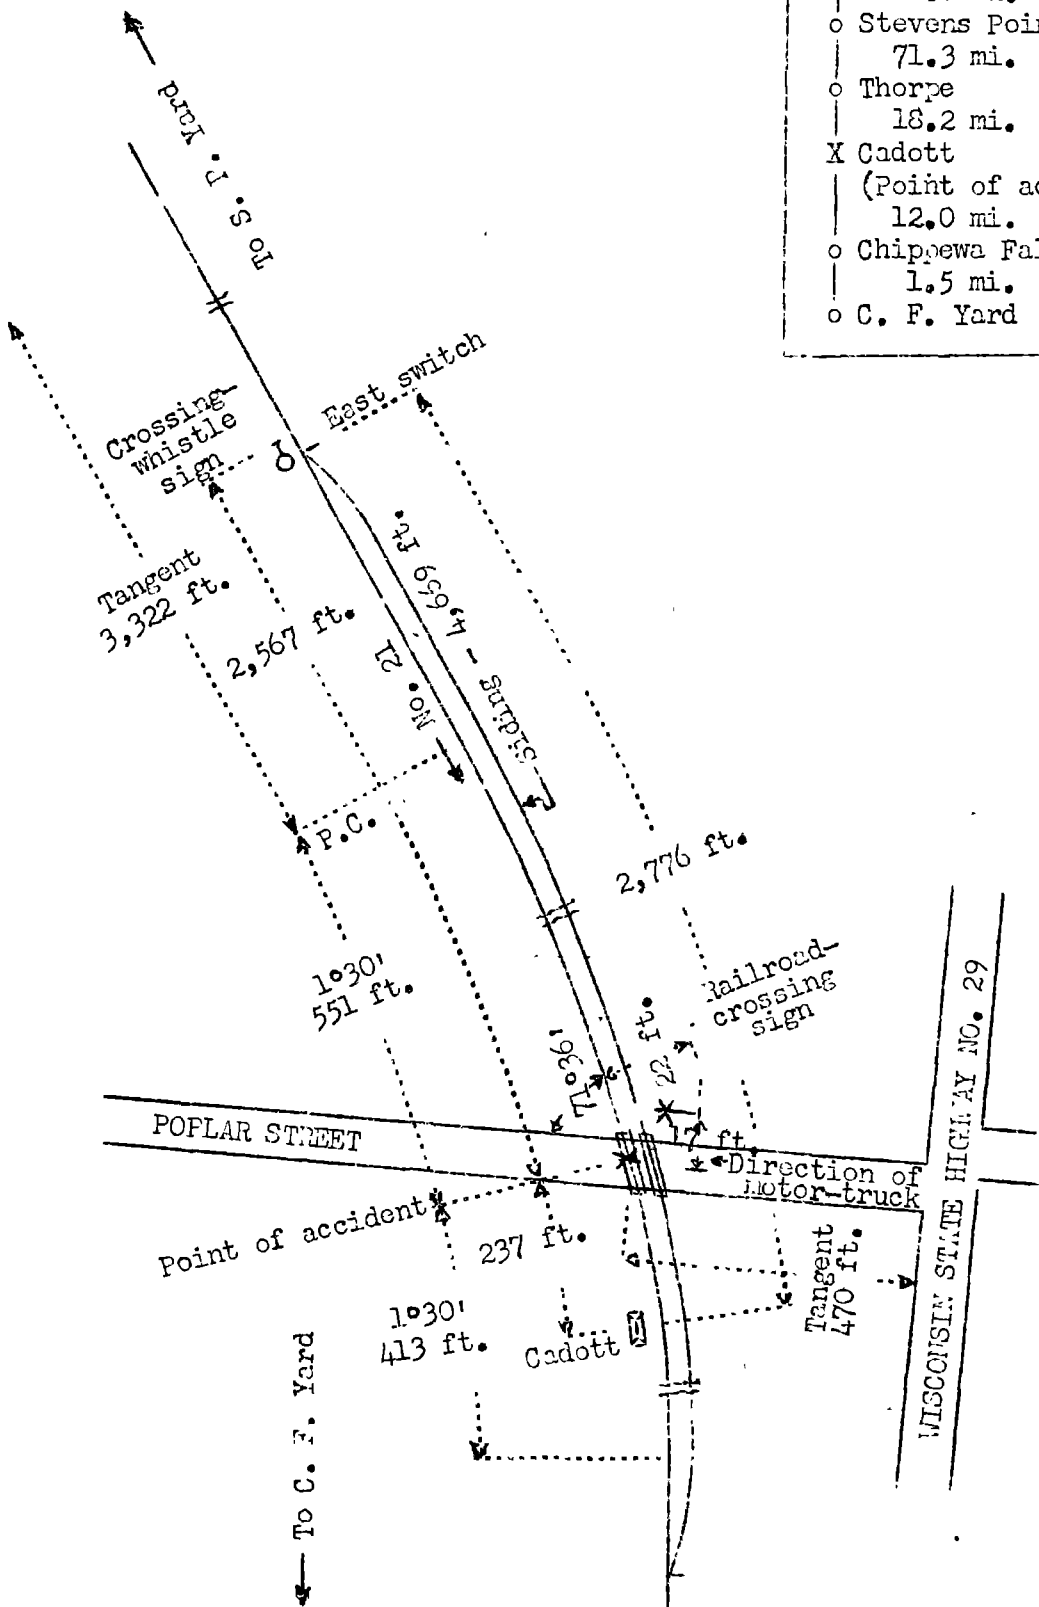 Stevens Poin
71.3 mi.
Thorpe
18.2 mi.
X Cadott
(Point of ac
12.0 mi.
Chippewa Fal
1.5 mi.
C. F. Yard
To S. P. Yard
East switch
Crossing-
whistle
sign
Tangent
3,322 ft.
2,567 ft.
No. 21
Siding - 4,659 ft.
P.C.
2,776 ft.
1°30'
551 ft.
Railroad-
crossing
sign
22 ft.
71°36'
POPLAR STREET
ft.
Direction of
motor-truck
WISCONSIN STATE HIGHWAY NO. 29
Point of accident
237 ft.
Tangent
470 ft.
1°30'
413 ft.
Cadott
To C. F. Yard